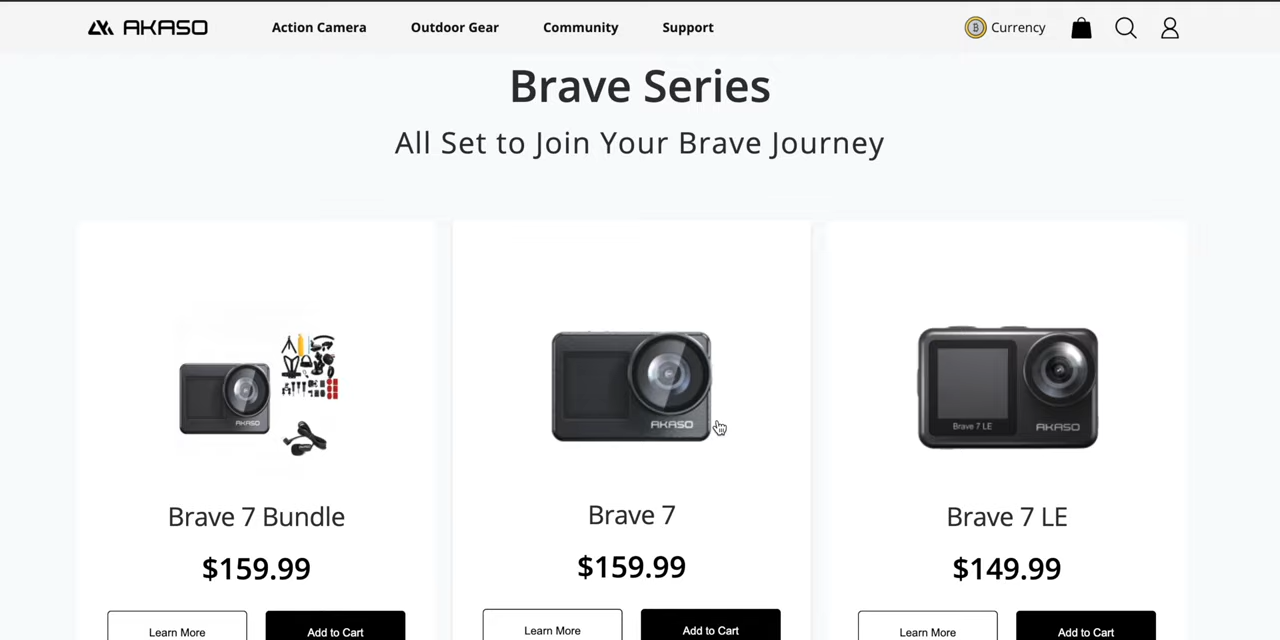 AKASO
Action Camera
Outdoor Gear
Community
Support
Currency
Brave Series
All Set to Join Your Brave Journey
AKASO
AKASO
Brave 7 LE
AKASO
Brave 7 Bundle
Brave 7
Brave 7 LE
$159.99
$159.99
$149.99
Learn More
Add to Cart
Learn More
Add to Cart
Learn More
Add to Cart